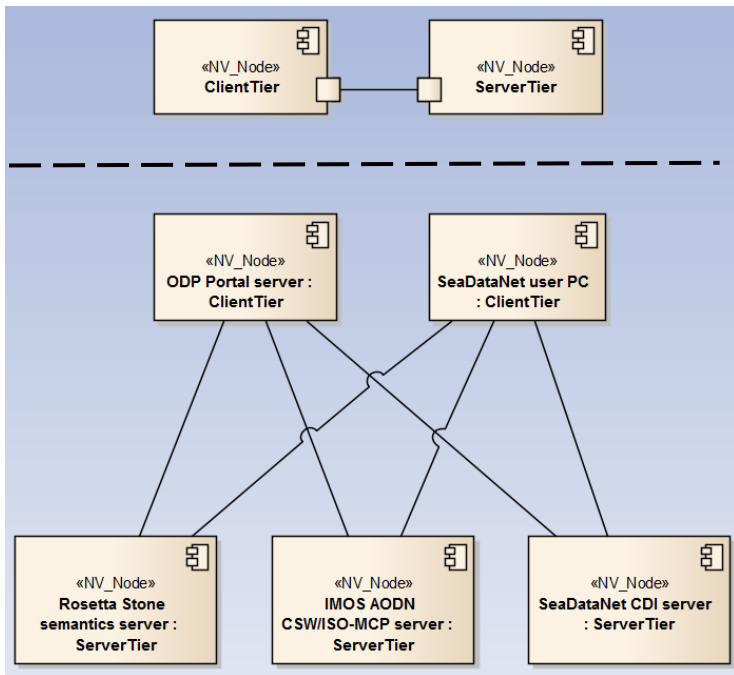 «NV_Node»
ClientTier
«NV_Node»
ServerTier
«NV_Node»
ODP Portal server :
ClientTier
«NV_Node»
SeaDataNet user PC
: ClientTier
«NV_Node»
Rosetta Stone
semantics server :
ServerTier
«NV_Node»
IMOS AODN
CSW/ISO-MCP server :
ServerTier
«NV_Node»
SeaDataNet CDI server
: ServerTier